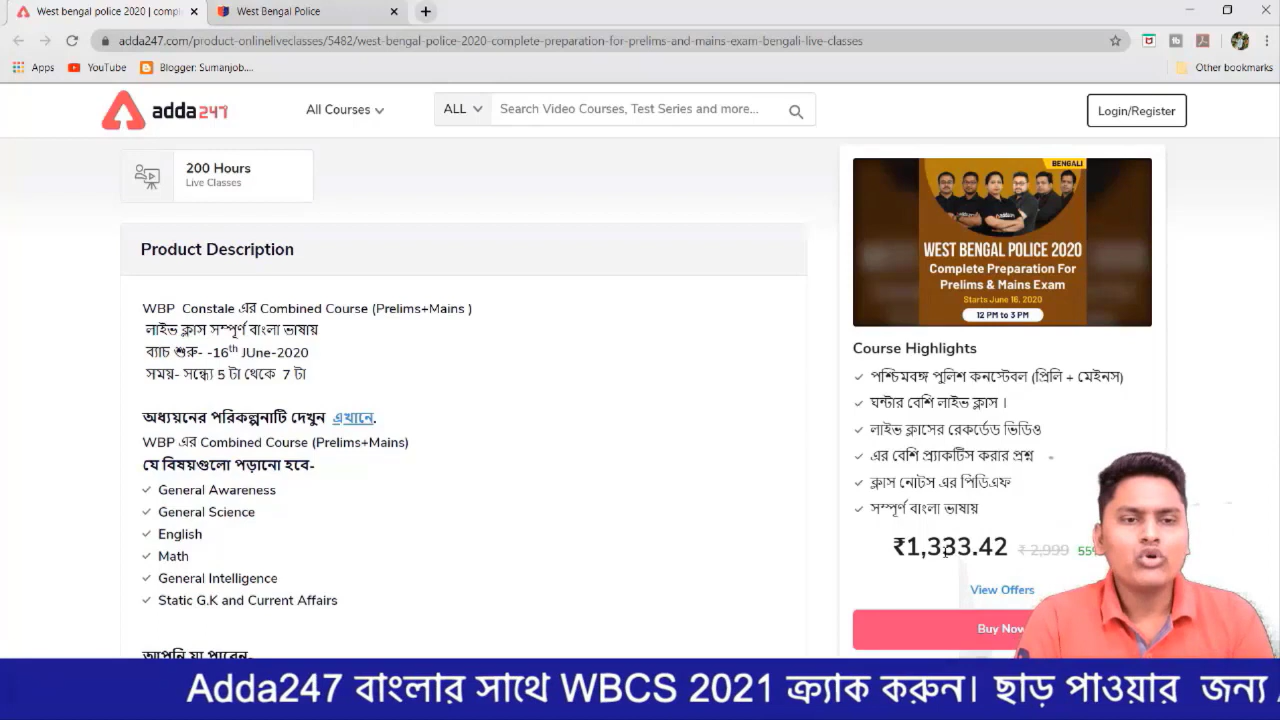 West bengal police 2020 | compl
West Bengal Police
adda247.com/product-onlineliveclasses/5482/west-bengal-police-2020-complete-preparation-for-prelims-and-mains-exam-bengali-live-classes
Apps
YouTube
Blogger: Sumanjob....
Other bookmarks
adda247
All Courses
ALL
Search Video Courses, Test Series and more...
Login/Register
200 Hours
Live Classes
Product Description
WBP Constale এর Combined Course (Prelims+Mains )
লাইভ ক্লাস সম্পূর্ণ বাংলা ভাষায়
ব্যাচ শুরু- -16th JUne-2020
সময়- সন্ধ্যে 5 টা থেকে 7 টা
অধ্যয়নের পরিকল্পনাটি দেখুন এখানে.
WBP এর Combined Course (Prelims+Mains)
যে বিষয়গুলো পড়ানো হবে-
General Awareness
General Science
English
Math
General Intelligence
Static G.K and Current Affairs
আপনি যা পাবেন-
BENGALI
WEST BENGAL POLICE 2020
Complete Preparation For
Prelims & Mains Exam
Starts June 16, 2020
12 PM to 3 PM
Course Highlights
পশ্চিমবঙ্গ পুলিশ কনস্টেবল (প্রিলি + মেইনস)
ঘন্টার বেশি লাইভ ক্লাস ।
লাইভ ক্লাসের রেকর্ডেড ভিডিও
এর বেশি প্র্যাকটিস করার প্রশ্ন
ক্লাস নোটস এর পিডিএফ
সম্পূর্ণ বাংলা ভাষায়
₹1,333.42 ₹ 2,999 55%
View Offers
Buy Now
Adda247 বাংলার সাথে WBCS 2021 ক্র্যাক করুন। ছাড় পাওয়ার জন্য